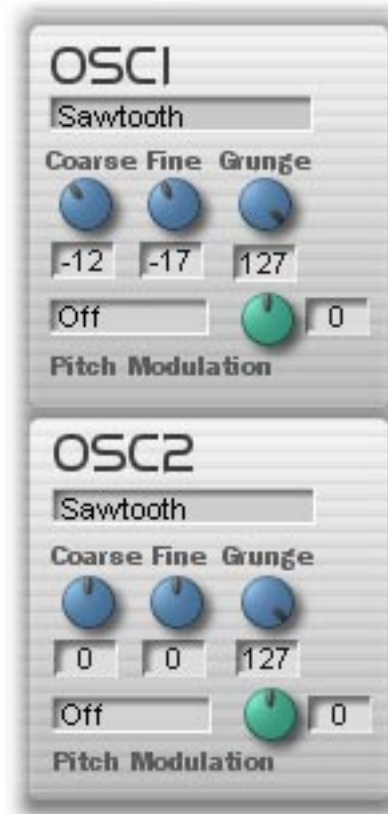 OSC1
Sawtooth
Coarse Fine Grunge
-12 -17 127
Off 0
Pitch Modulation
OSC2
Sawtooth
Coarse Fine Grunge
0 0 127
Off 0
Pitch Modulation